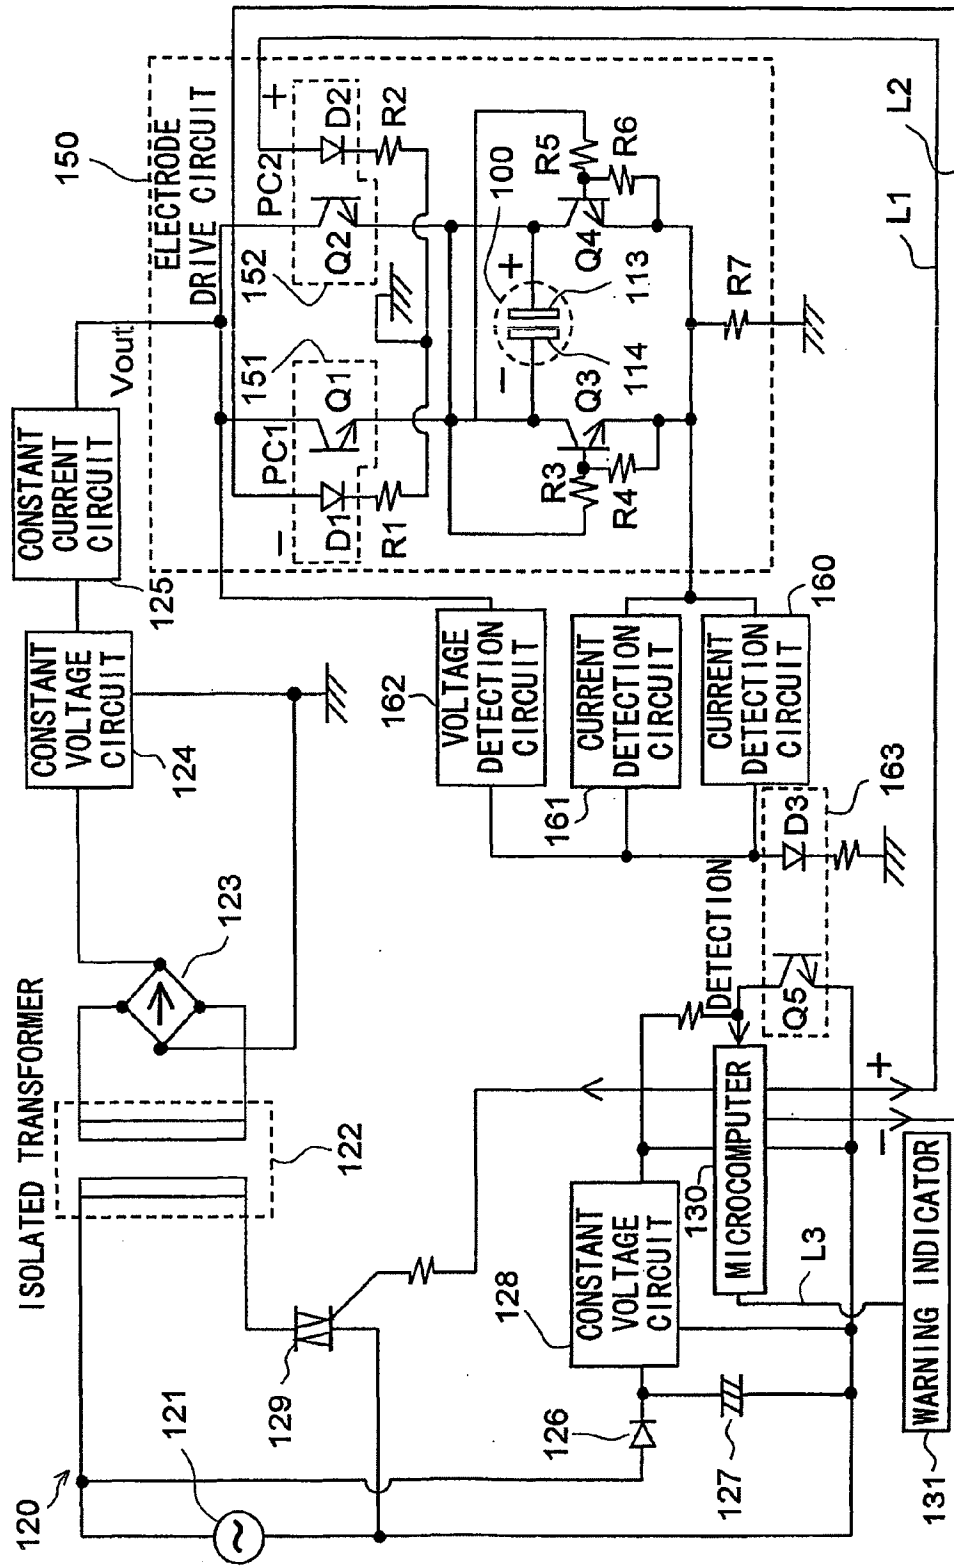 120
121
ISOLATED TRANSFORMER
122
123
129
CONSTANT
VOLTAGE
CIRCUIT
124
CONSTANT
CURRENT
CIRCUIT
125
Vout
150
ELECTRODE
DRIVE CIRCUIT
PC1
151
152
PC2
−
+
D1
Q1
Q2
D2
R1
R2
100
−
+
R3
Q3
R4
114
113
Q4
R5
R6
R7
VOLTAGE
DETECTION
CIRCUIT
162
CURRENT
DETECTION
CIRCUIT
161
CURRENT
DETECTION
CIRCUIT
160
163
D3
DETECTION
Q5
126
127
128
CONSTANT
VOLTAGE
CIRCUIT
130
MICROCOMPUTER
L3
−
+
WARNING INDICATOR
131
L1
L2